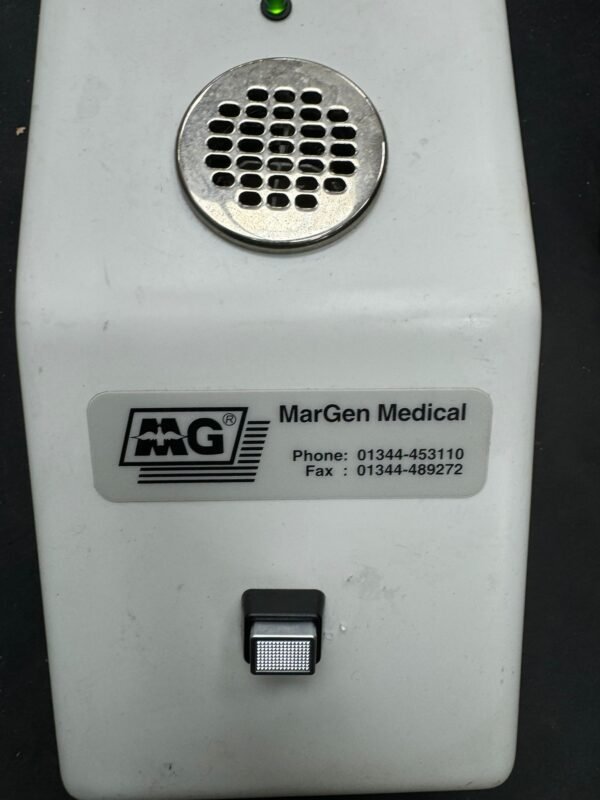 MG®
MarGen Medical
Phone: 01344-453110
Fax : 01344-489272